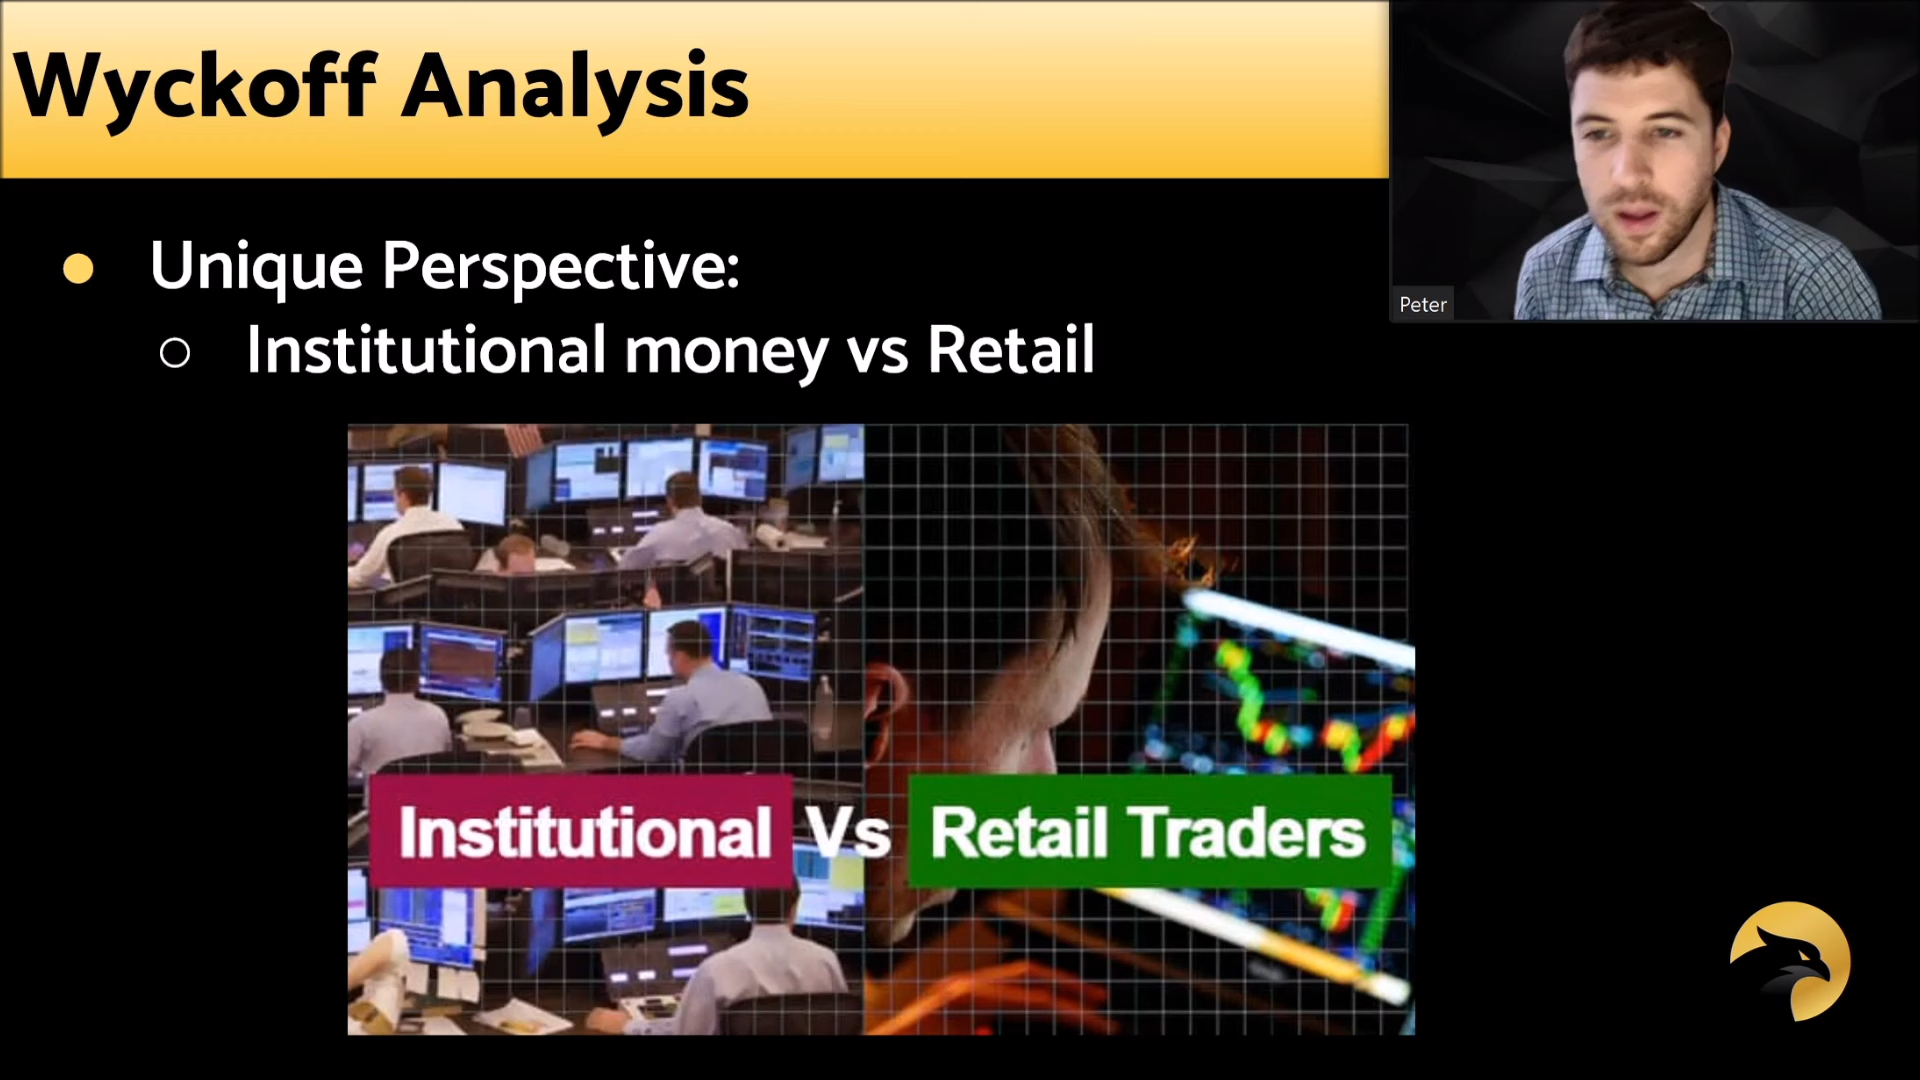 Wyckoff Analysis
Peter
Unique Perspective:
Institutional money vs Retail
Institutional Vs Retail Traders